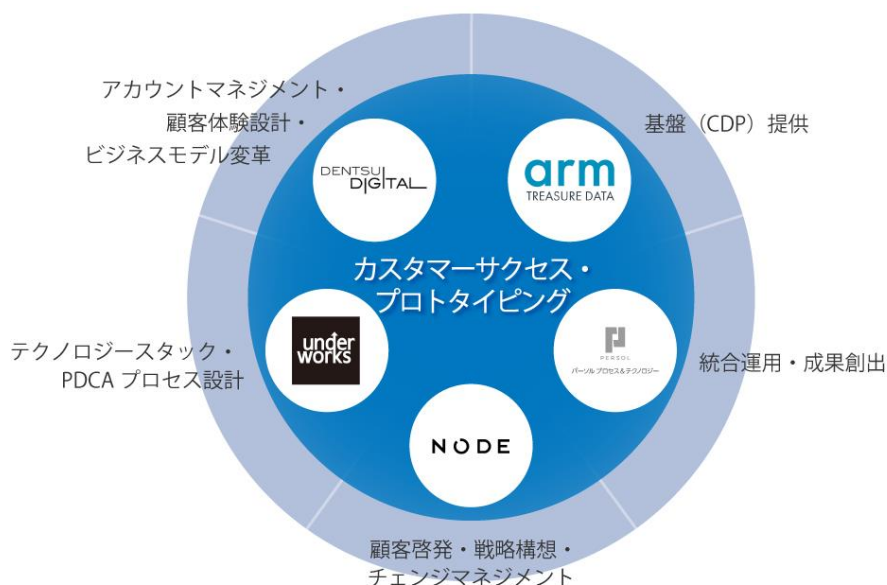 アカウントマネジメント・
顧客体験設計・
ビジネスモデル変革
基盤（CDP）提供
DENTSU
DIGITAL
arm
TREASURE DATA
カスタマーサクセス・
プロトタイピング
テクノロジースタック・
PDCA プロセス設計
under
works
PERSOL
パーソル プロセス&テクノロジー
統合運用・成果創出
NODE
顧客啓発・戦略構想・
チェンジマネジメント